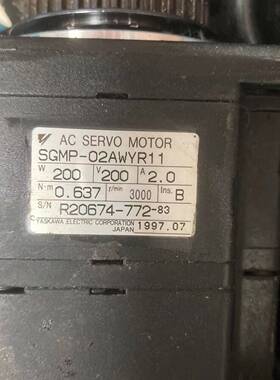 AC SERVO MOTOR
SGMP-02AWYR11
W 200 V 200 A 2.0
N·m 0.637 r/min 3000 Ins. B
S/N R20674-772-83
YASKAWA ELECTRIC CORPORATION
JAPAN 1997.07